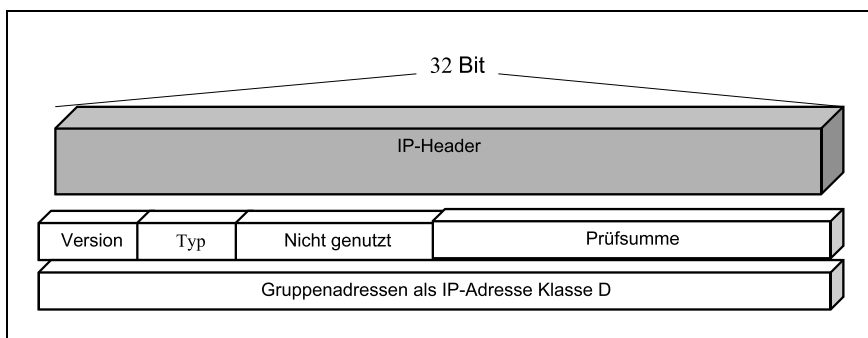 32 Bit
IP-Header
Version Typ Nicht genutzt Prüfsumme
Gruppenadressen als IP-Adresse Klasse D